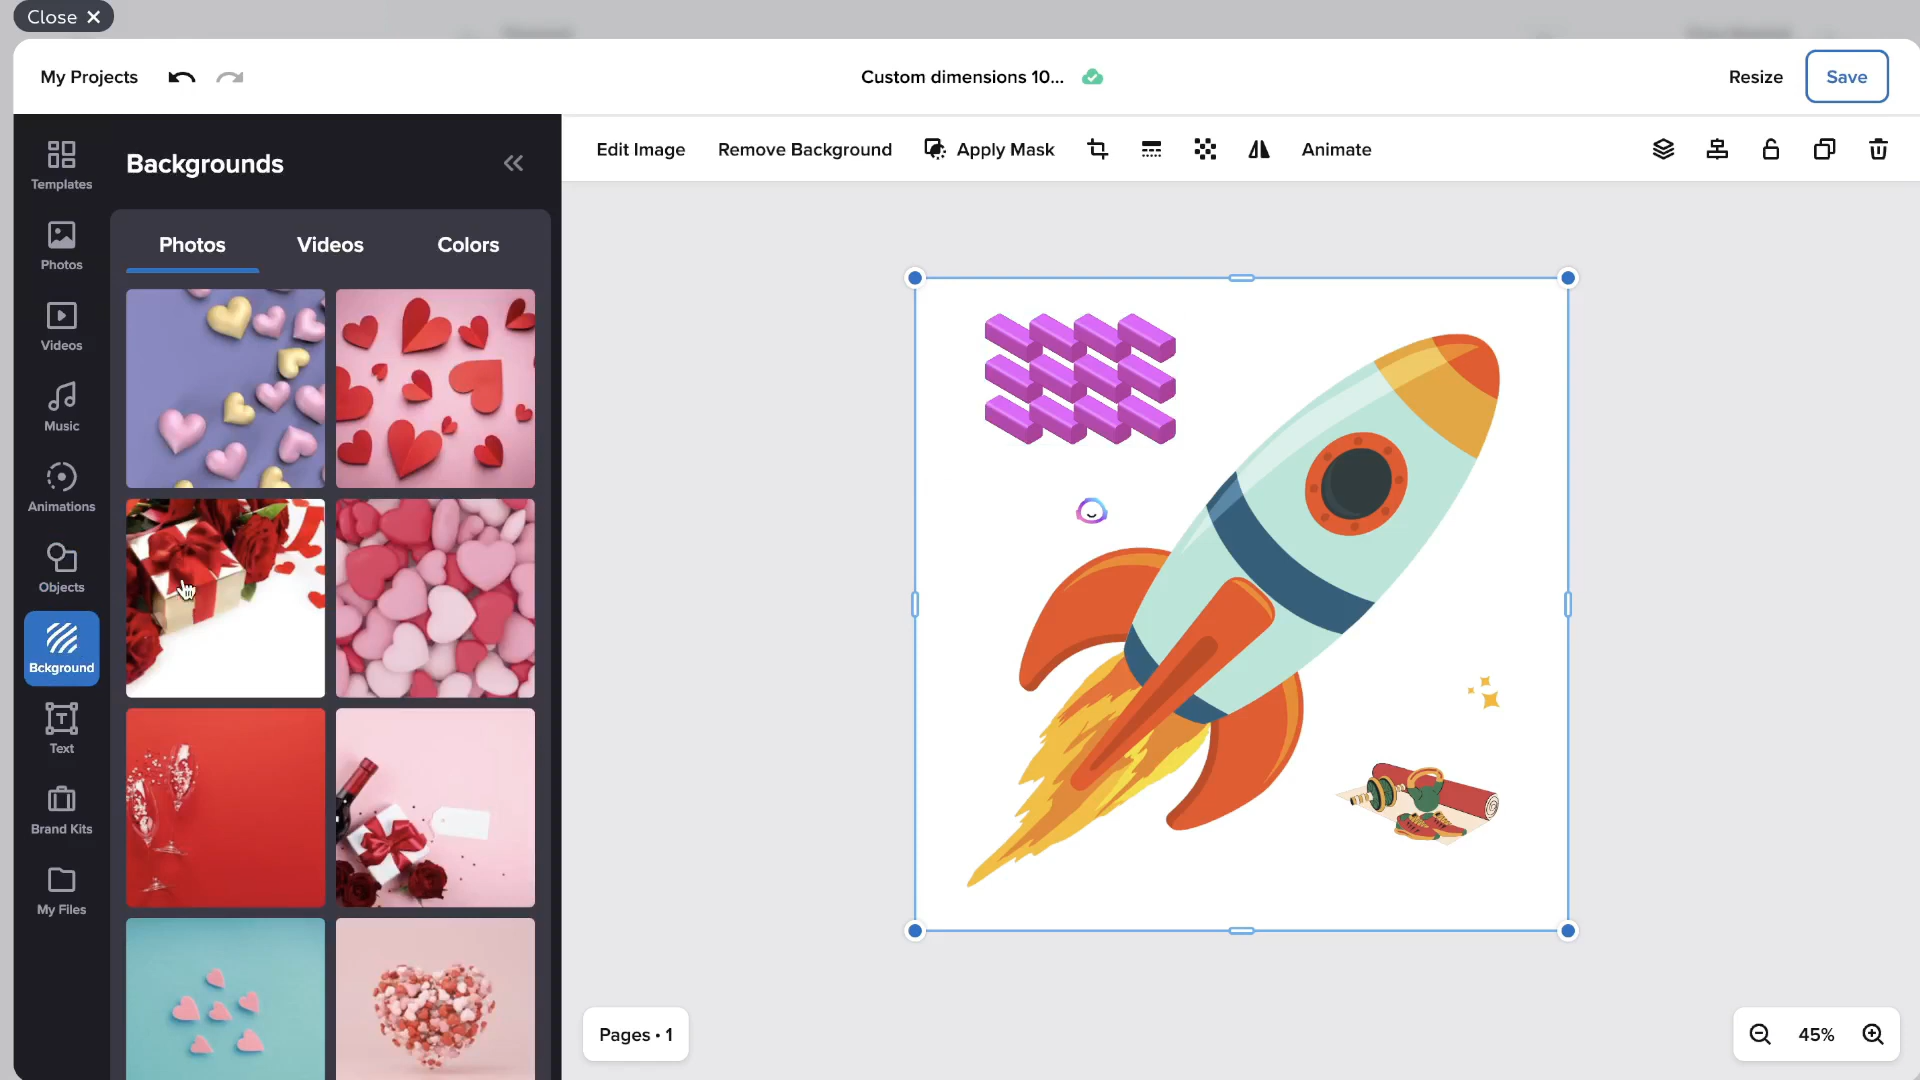 Close
My Projects
Custom dimensions 10...
Resize
Save
Templates
Photos
Videos
Music
Animations
Objects
Bckground
Text
Brand Kits
My Files
Backgrounds
Photos Videos Colors
Edit Image Remove Background Apply Mask Animate
Pages • 1
45%